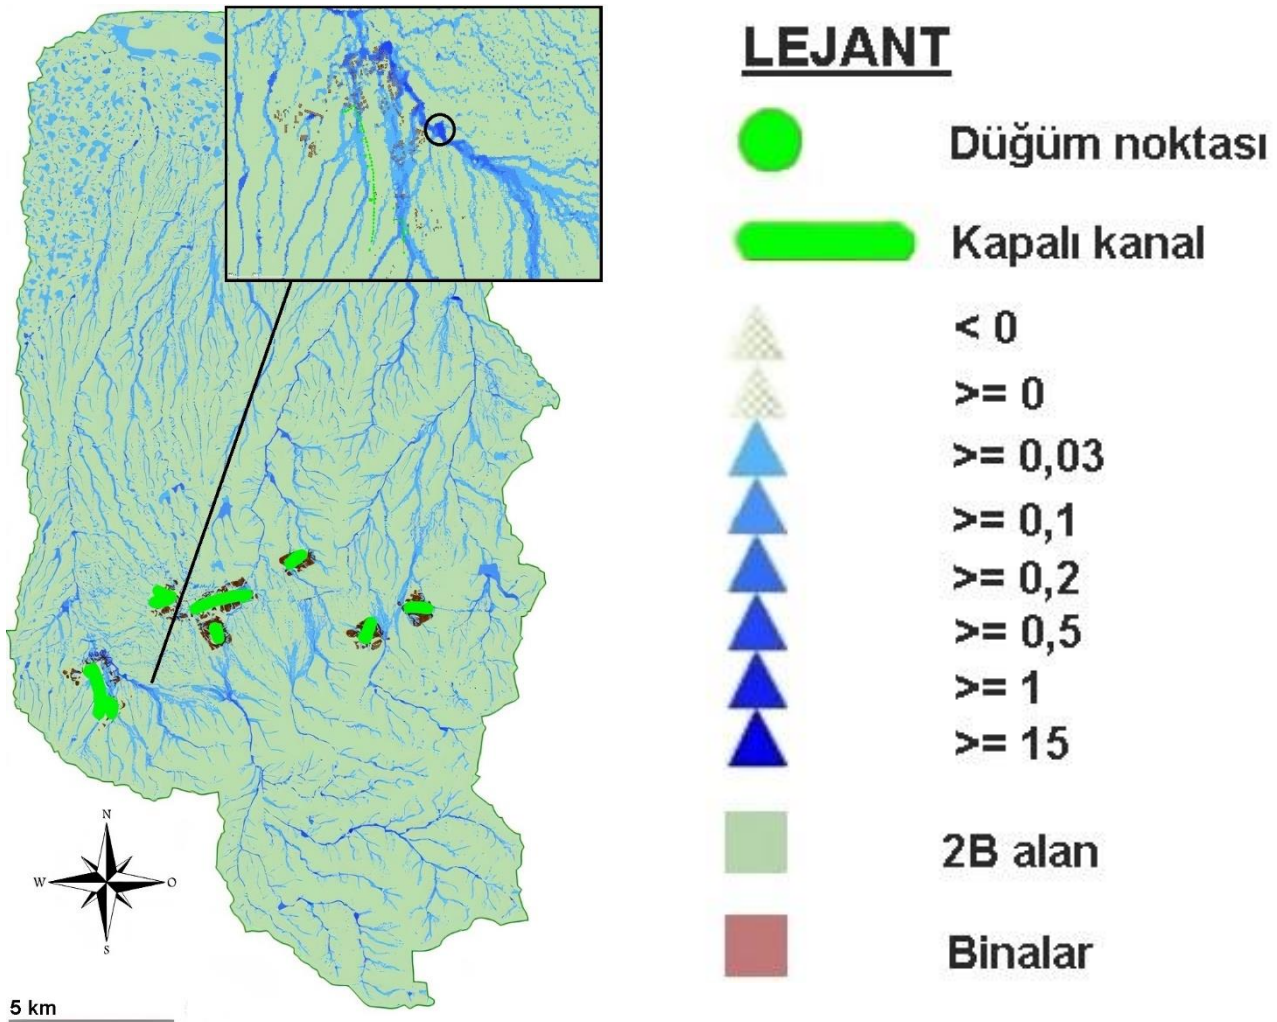 LEJANT
Düğüm noktası
Kapalı kanal
< 0
>= 0
>= 0,03
>= 0,1
>= 0,2
>= 0,5
>= 1
>= 15
2B alan
Binalar
N
W
O
S
5 km